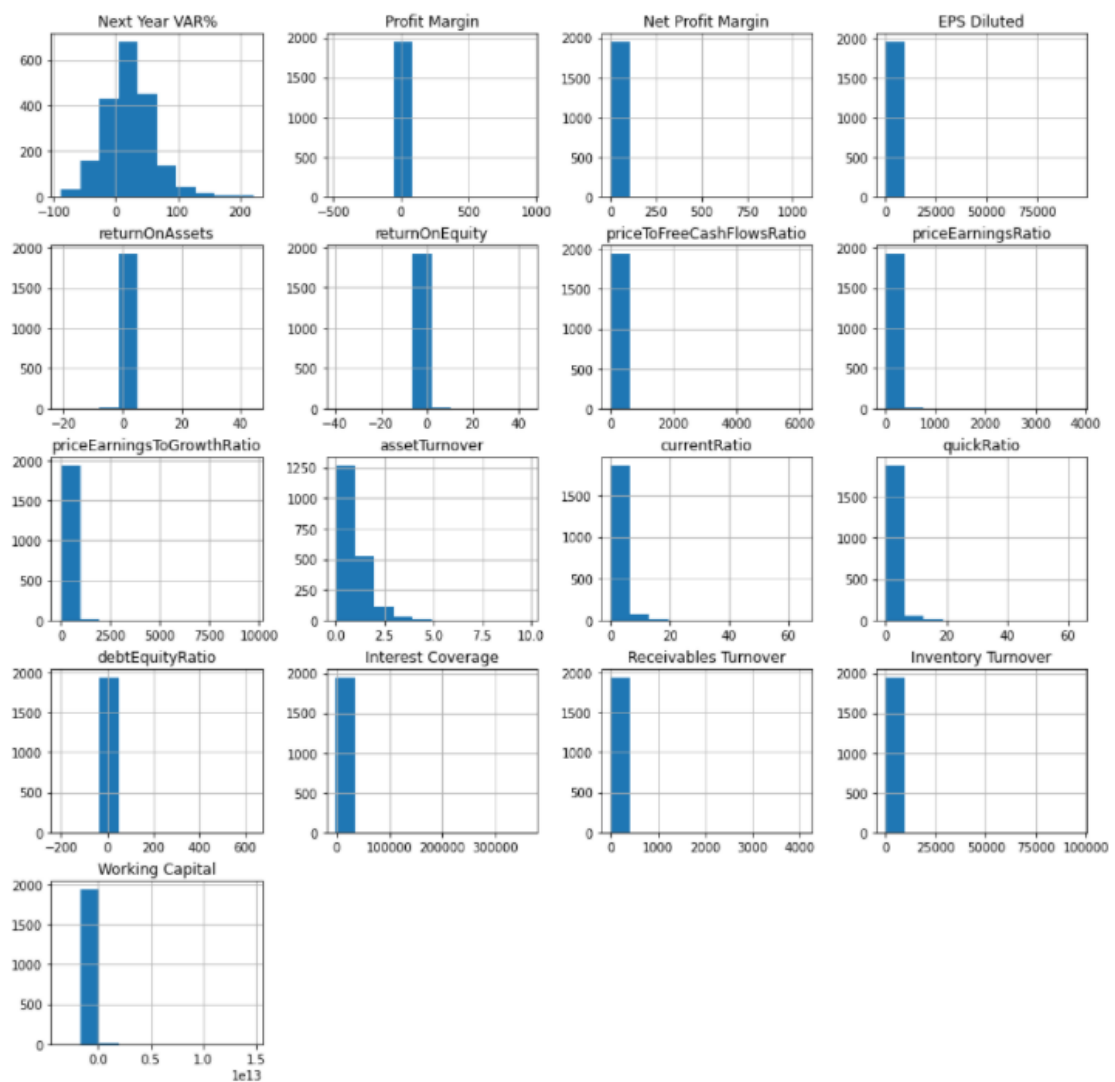 Next Year VAR%
600
400
200
0
−100 0 100 200
Profit Margin
2000
1500
1000
500
0
−500 0 500 1000
Net Profit Margin
2000
1500
1000
500
0
0 250 500 750 1000
EPS Diluted
2000
1500
1000
500
0
0 25000 50000 75000
returnOnAssets
2000
1500
1000
500
0
−20 0 20 40
returnOnEquity
2000
1500
1000
500
0
−40 −20 0 20 40
priceToFreeCashFlowsRatio
2000
1500
1000
500
0
0 2000 4000 6000
priceEarningsRatio
2000
1500
1000
500
0
0 1000 2000 3000 4000
priceEarningsToGrowthRatio
2000
1500
1000
500
0
0 2500 5000 7500 10000
assetTurnover
1250
1000
750
500
250
0
0.0 2.5 5.0 7.5 10.0
currentRatio
1500
1000
500
0
0 20 40 60
quickRatio
1500
1000
500
0
0 20 40 60
debtEquityRatio
2000
1500
1000
500
0
−200 0 200 400 600
Interest Coverage
2000
1500
1000
500
0
0 100000 200000 300000
Receivables Turnover
2000
1500
1000
500
0
0 1000 2000 3000 4000
Inventory Turnover
2000
1500
1000
500
0
0 25000 50000 75000 100000
Working Capital
2000
1500
1000
500
0
0.0 0.5 1.0 1.5
1e13